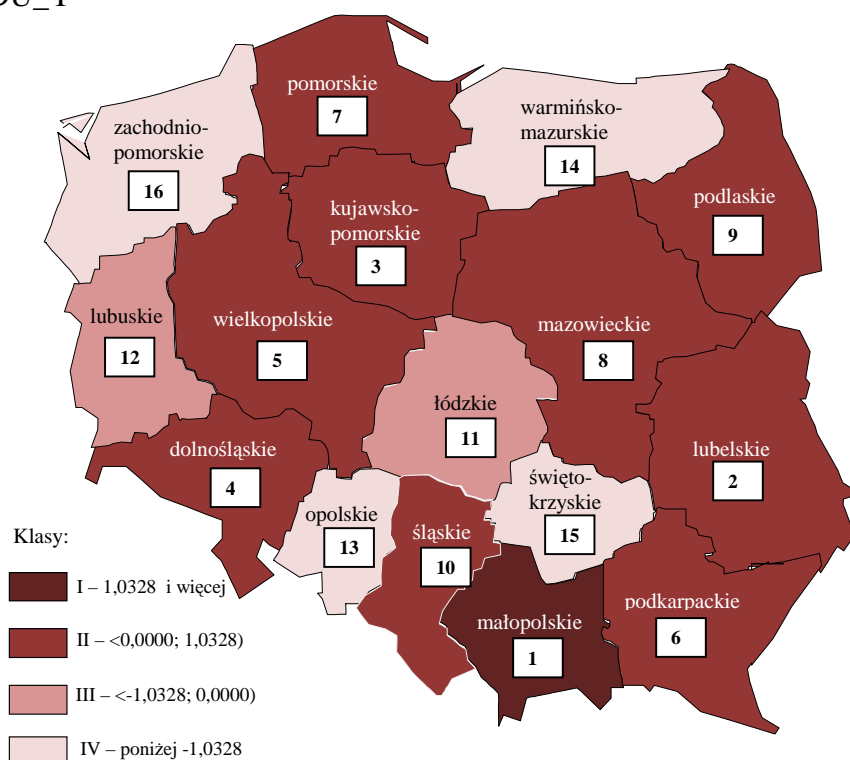 pomorskie
7
warmińsko-
mazurskie
14
zachodnio-
pomorskie
16
podlaskie
9
kujawsko-
pomorskie
3
lubuskie
12
wielkopolskie
5
mazowieckie
8
łódzkie
11
dolnośląskie
4
lubelskie
2
święto-
krzyskie
15
opolskie
13
śląskie
10
małopolskie
1
podkarpackie
6
Klasy:
I – 1,0328 i więcej
II – <0,0000; 1,0328)
III – <-1,0328; 0,0000)
IV – poniżej -1,0328